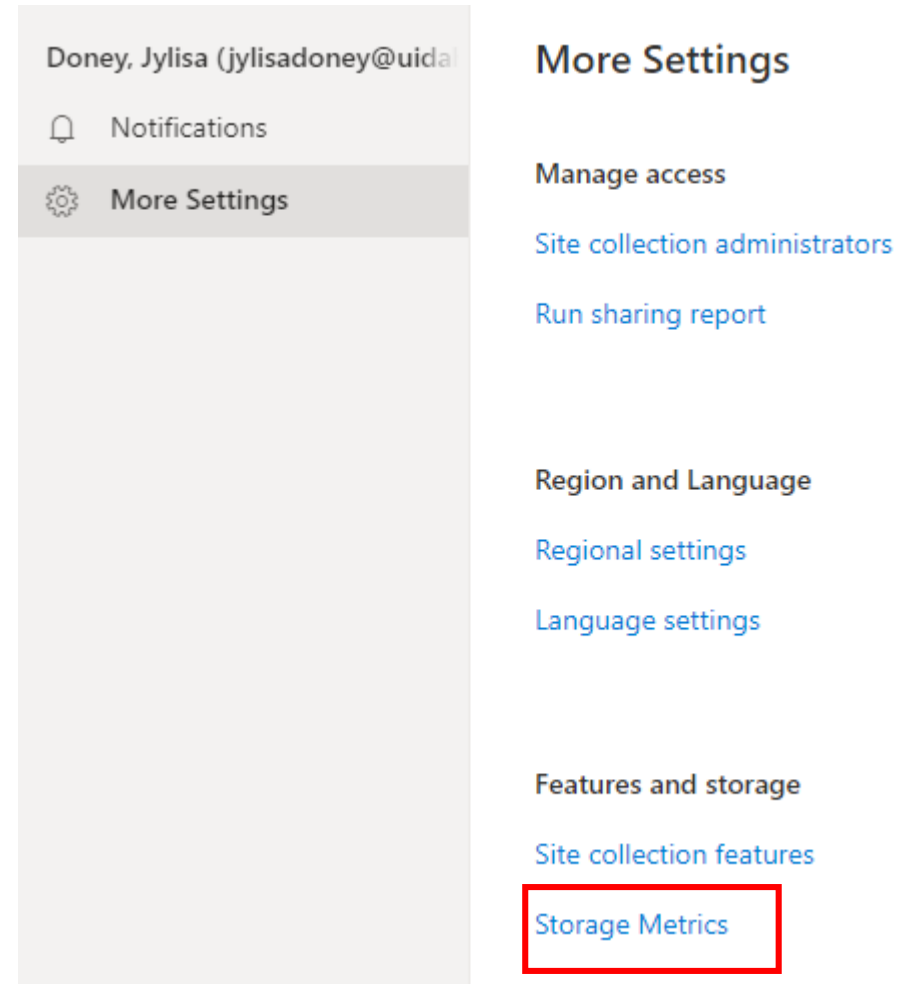 Doney, Jylisa (jylisadoney@uida
Notifications
More Settings
More Settings
Manage access
Site collection administrators
Run sharing report
Region and Language
Regional settings
Language settings
Features and storage
Site collection features
Storage Metrics